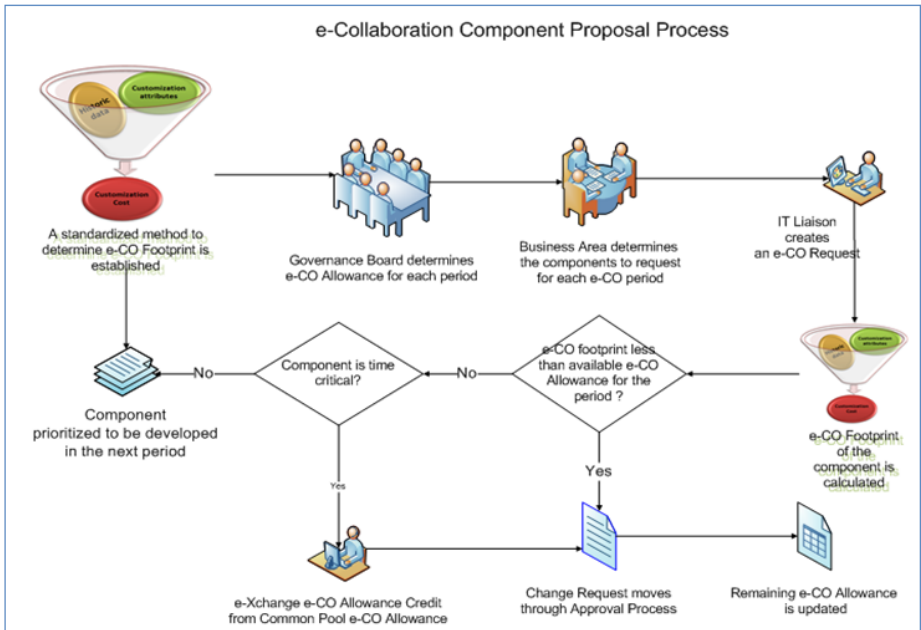 e-Collaboration Component Proposal Process
Historic
data
Customization
attributes
Customization
Cost
A standardized method to
determine e-CO Footprint is
established
Governance Board determines
e-CO Allowance for each period
Business Area determines
the components to request
for each e-CO period
IT Liaison
creates
an e-CO Request
Customization
attributes
Customization
Cost
e-CO Footprint
of the
component is
calculated
e-CO footprint less
than available e-CO
Allowance for the
period ?
No
Component is time
critical?
No
Component
prioritized to be developed
in the next period
Yes
Yes
e-Xchange e-CO Allowance Credit
from Common Pool e-CO Allowance
Change Request moves
through Approval Process
Remaining e-CO Allowance
is updated